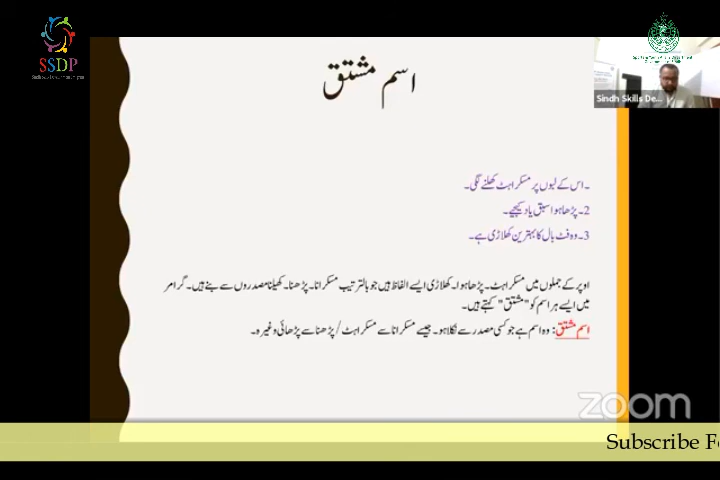 SSDP
اسم مشتق
Sindh Skills De...
۔ اس کے لبوں پر مسکراہٹ کھلنے لگی۔
2۔ پڑھا ہوا سبق یاد کیجیے۔
3۔ وہ فٹ بال کا بہترین کھلاڑی ہے۔
اوپر کے جملوں میں مسکراہٹ۔ پڑھا ہوا۔ کھلاڑی ایسے الفاظ ہیں جو بالترتیب مسکرانا۔ پڑھنا۔ کھیلنا مصدروں سے بنے ہیں۔ گرامر
میں ایسے ہر اسم کو "مشتق" کہتے ہیں۔
اسم مشتق: وہ اسم ہے جو کسی مصدر سے نکلا ہو۔ جیسے مسکرانا سے مسکراہٹ / پڑھنا سے پڑھائی وغیرہ۔
zoom
Subscribe Fo